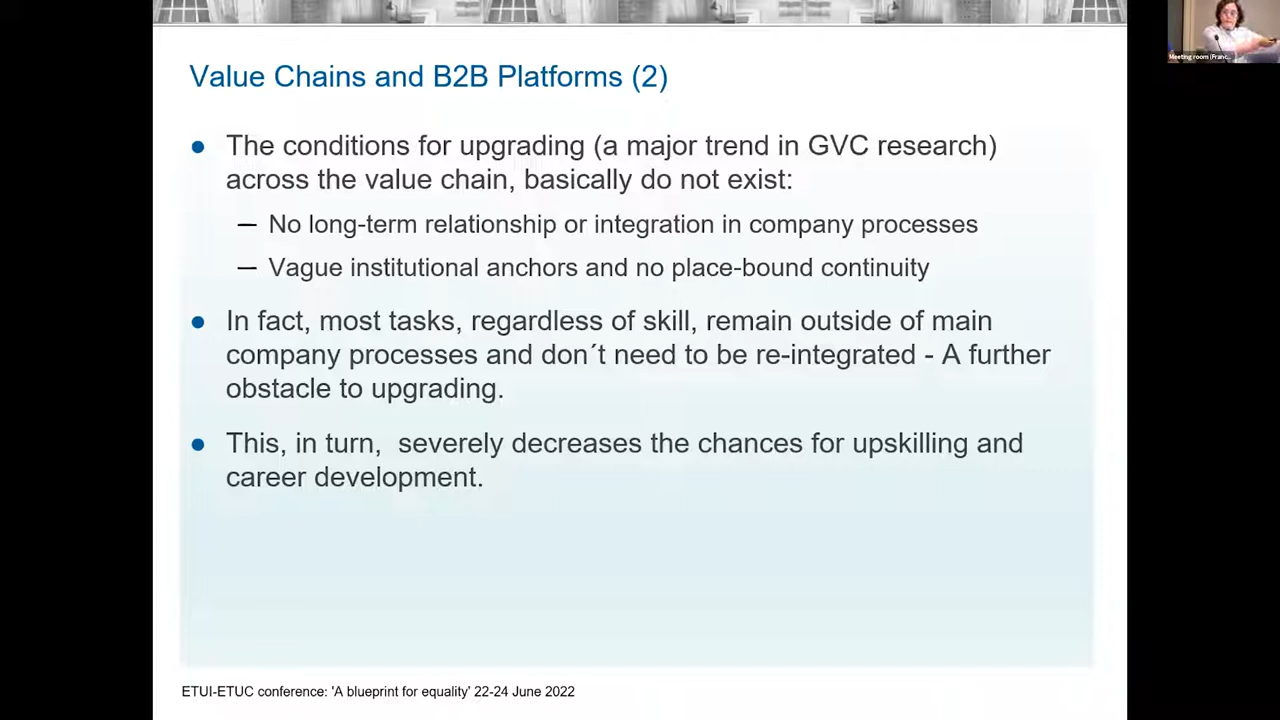 Value Chains and B2B Platforms (2)
● The conditions for upgrading (a major trend in GVC research)
across the value chain, basically do not exist:
— No long-term relationship or integration in company processes
— Vague institutional anchors and no place-bound continuity
● In fact, most tasks, regardless of skill, remain outside of main
company processes and don´t need to be re-integrated - A further
obstacle to upgrading.
● This, in turn,  severely decreases the chances for upskilling and
career development.
ETUI-ETUC conference: 'A blueprint for equality' 22-24 June 2022
Meeting room (Franc...